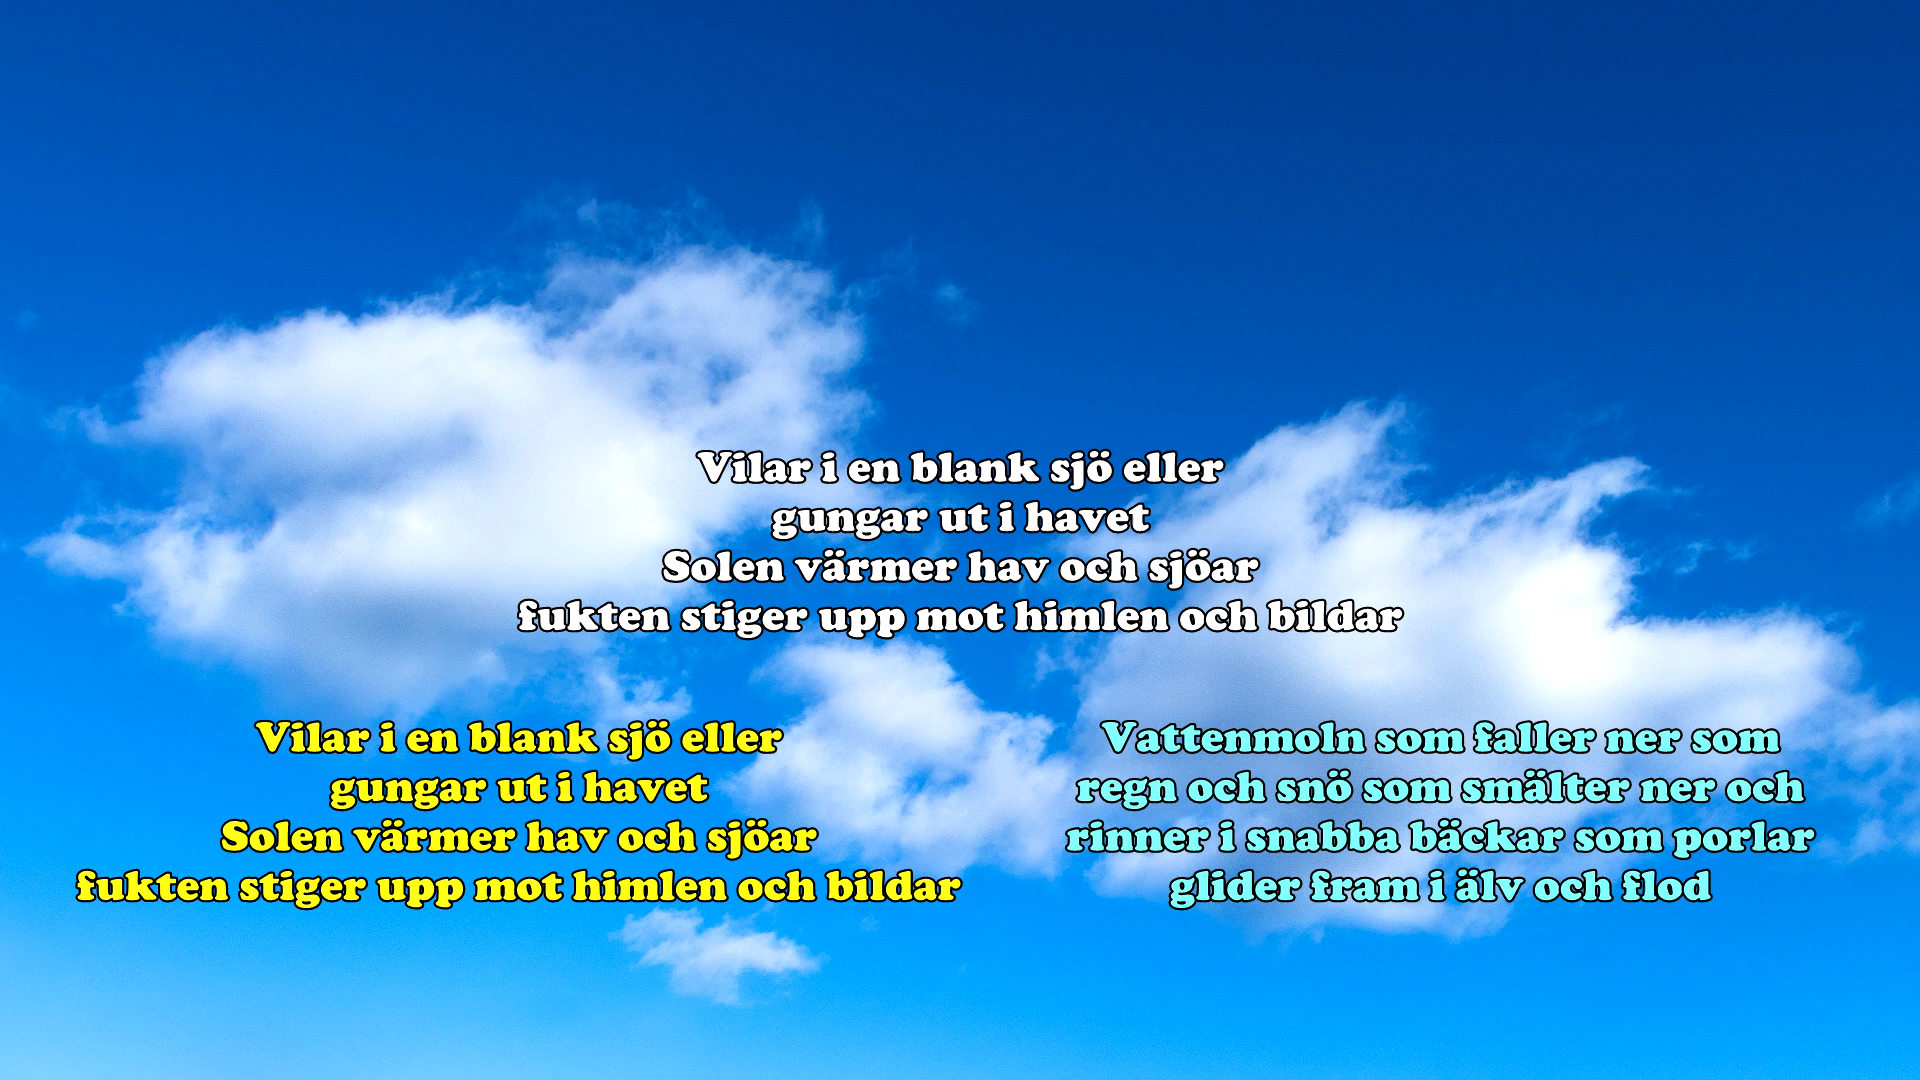 Vilar i en blank sjö eller
gungar ut i havet
Solen värmer hav och sjöar
fukten stiger upp mot himlen och bildar
Vilar i en blank sjö eller
gungar ut i havet
Solen värmer hav och sjöar
fukten stiger upp mot himlen och bildar
Vattenmoln som faller ner som
regn och snö som smälter ner och
rinner i snabba bäckar som porlar
glider fram i älv och flod